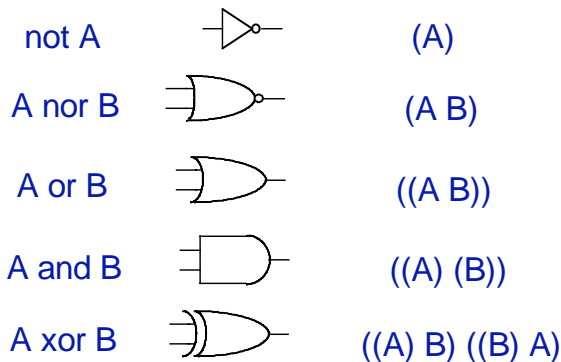 not A (A)
A nor B (A B)
A or B ((A B))
A and B ((A) (B))
A xor B ((A) B) ((B) A)